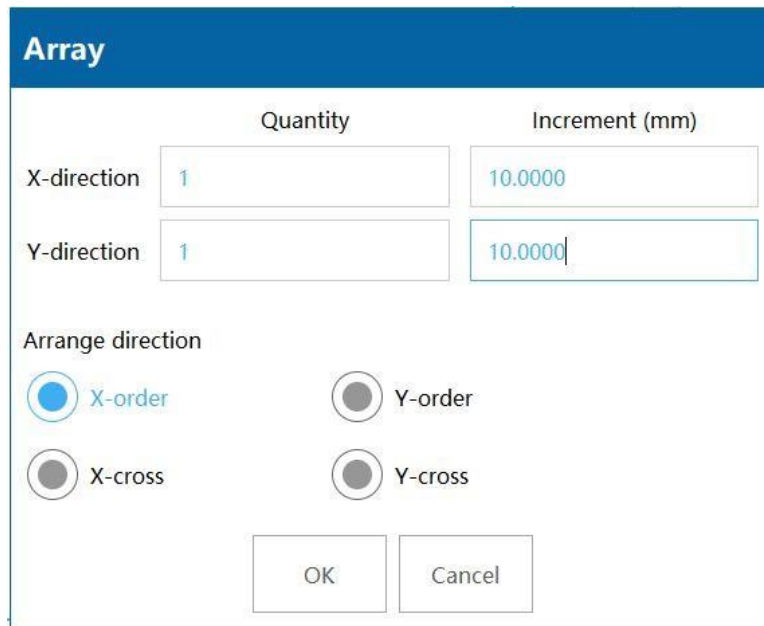 Array
Quantity Increment (mm)
X-direction 1 10.0000
Y-direction 1 10.0000
Arrange direction
X-order Y-order
X-cross Y-cross
OK Cancel